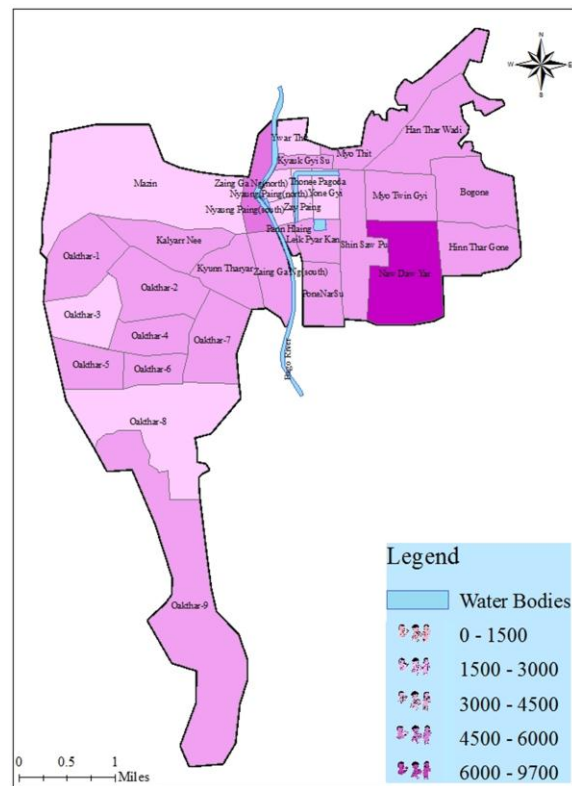 N
W E
S
Ywar Thit
Han Thar Wadi
Myo Thit
Kyauk Gyi Su
Mazin
Zaing Ga Ng(north)
Thonee Pagoda
Nyaung Paing(north)
Yone Gyi
Myo Twin Gyi
Bogone
Nyaung Paing(south)
Zay Paing
Pann Hlaing
Kalyarr Nee
Leik Pyar Kan
Shin Saw Pu
Hinn Thar Gone
Oakthar-1
Kyunn Tharyar
Zaing Ga Ng(south)
Naw Daw Yar
Oakthar-2
PoneNarSu
Oakthar-3
Oakthar-4
Oakthar-7
Oakthar-5
Oakthar-6
Bago River
Oakthar-8
Oakthar-9
Legend
Water Bodies
0 - 1500
1500 - 3000
3000 - 4500
4500 - 6000
6000 - 9700
0 0.5 1
Miles